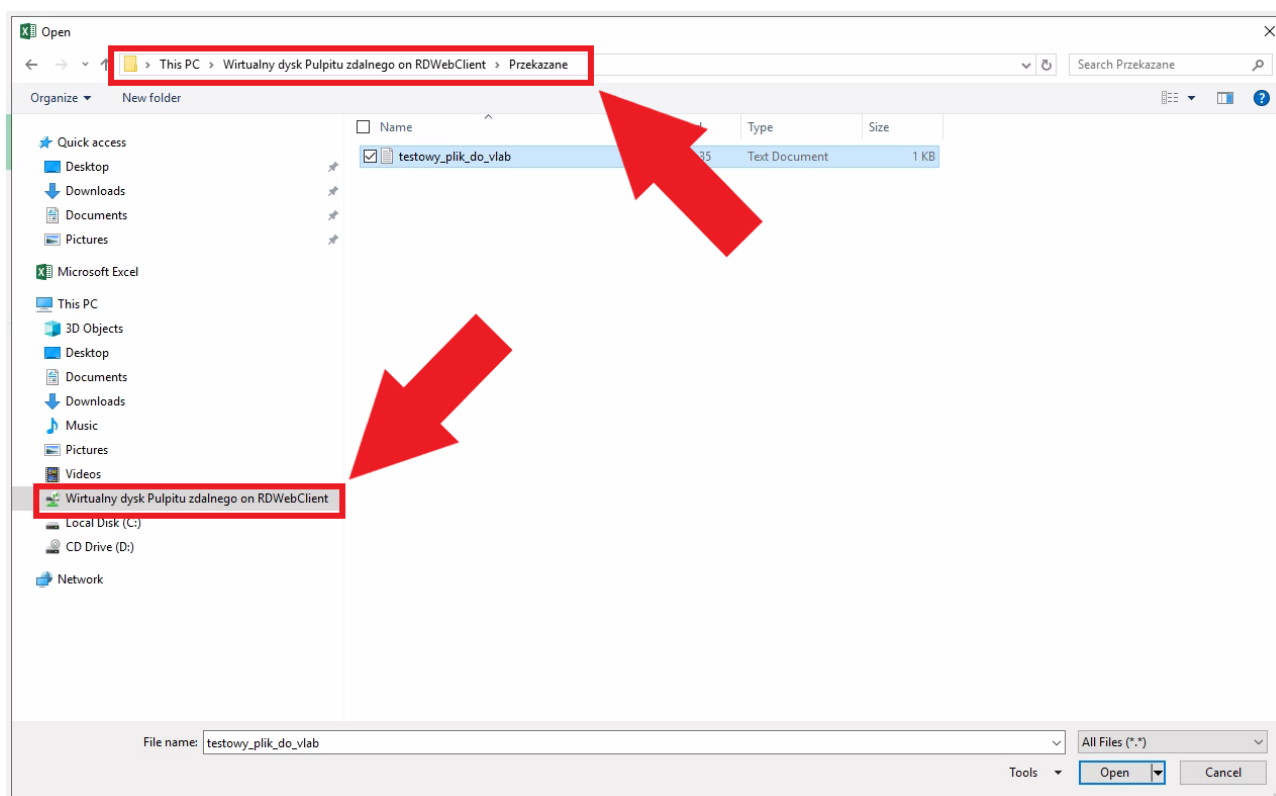 Open
This PC > Wirtualny dysk Pulpitu zdalnego on RDWebClient > Przekazane
Search Przekazane
Organize New folder
Name Type Size
testowy_plik_do_vlab 35 Text Document 1 KB
Quick access
Desktop
Downloads
Documents
Pictures
Microsoft Excel
This PC
3D Objects
Desktop
Documents
Downloads
Music
Pictures
Videos
Wirtualny dysk Pulpitu zdalnego on RDWebClient
Local Disk (C:)
CD Drive (D:)
Network
File name: testowy_plik_do_vlab All Files (*.*)
Tools Open Cancel